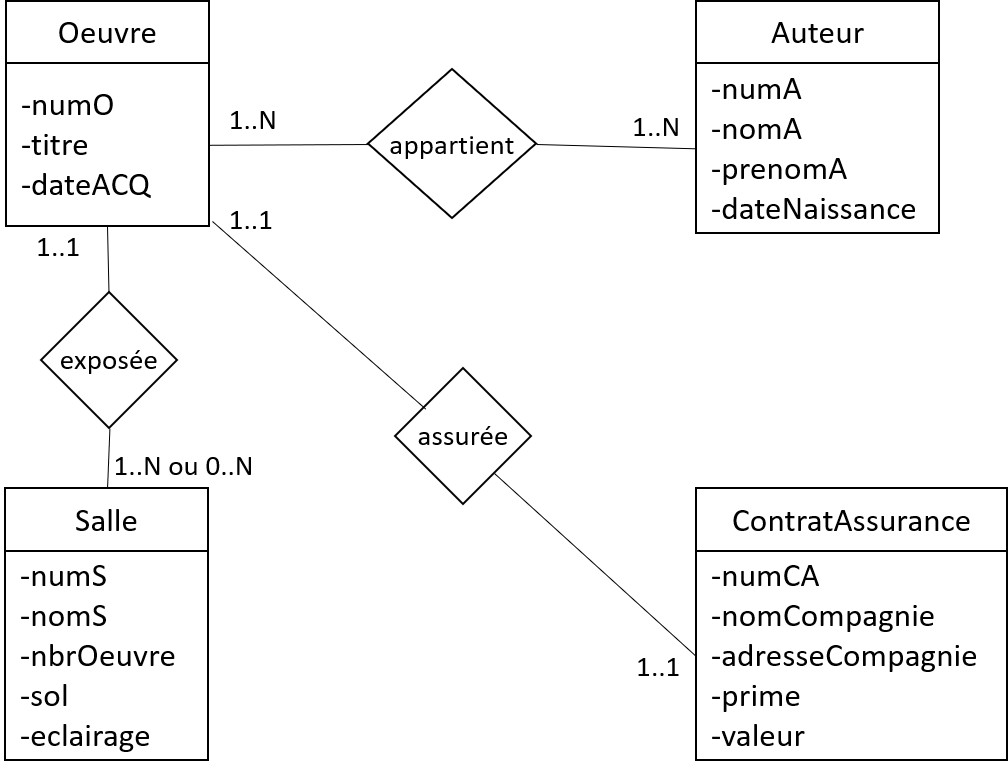 Oeuvre
-numO
-titre
-dateACQ
1..N
appartient
1..N
Auteur
-numA
-nomA
-prenomA
-dateNaissance
1..1
1..1
exposée
assurée
1..N ou 0..N
Salle
-numS
-nomS
-nbrOeuvre
-sol
-eclairage
1..1
ContratAssurance
-numCA
-nomCompagnie
-adresseCompagnie
-prime
-valeur